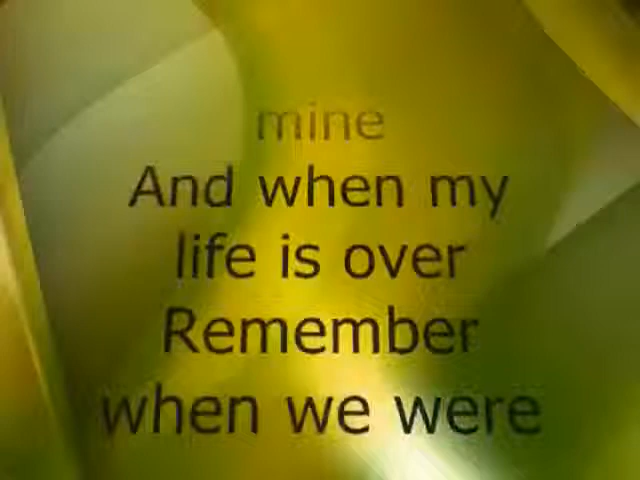 mine
And when my
life is over
Remember
when we were